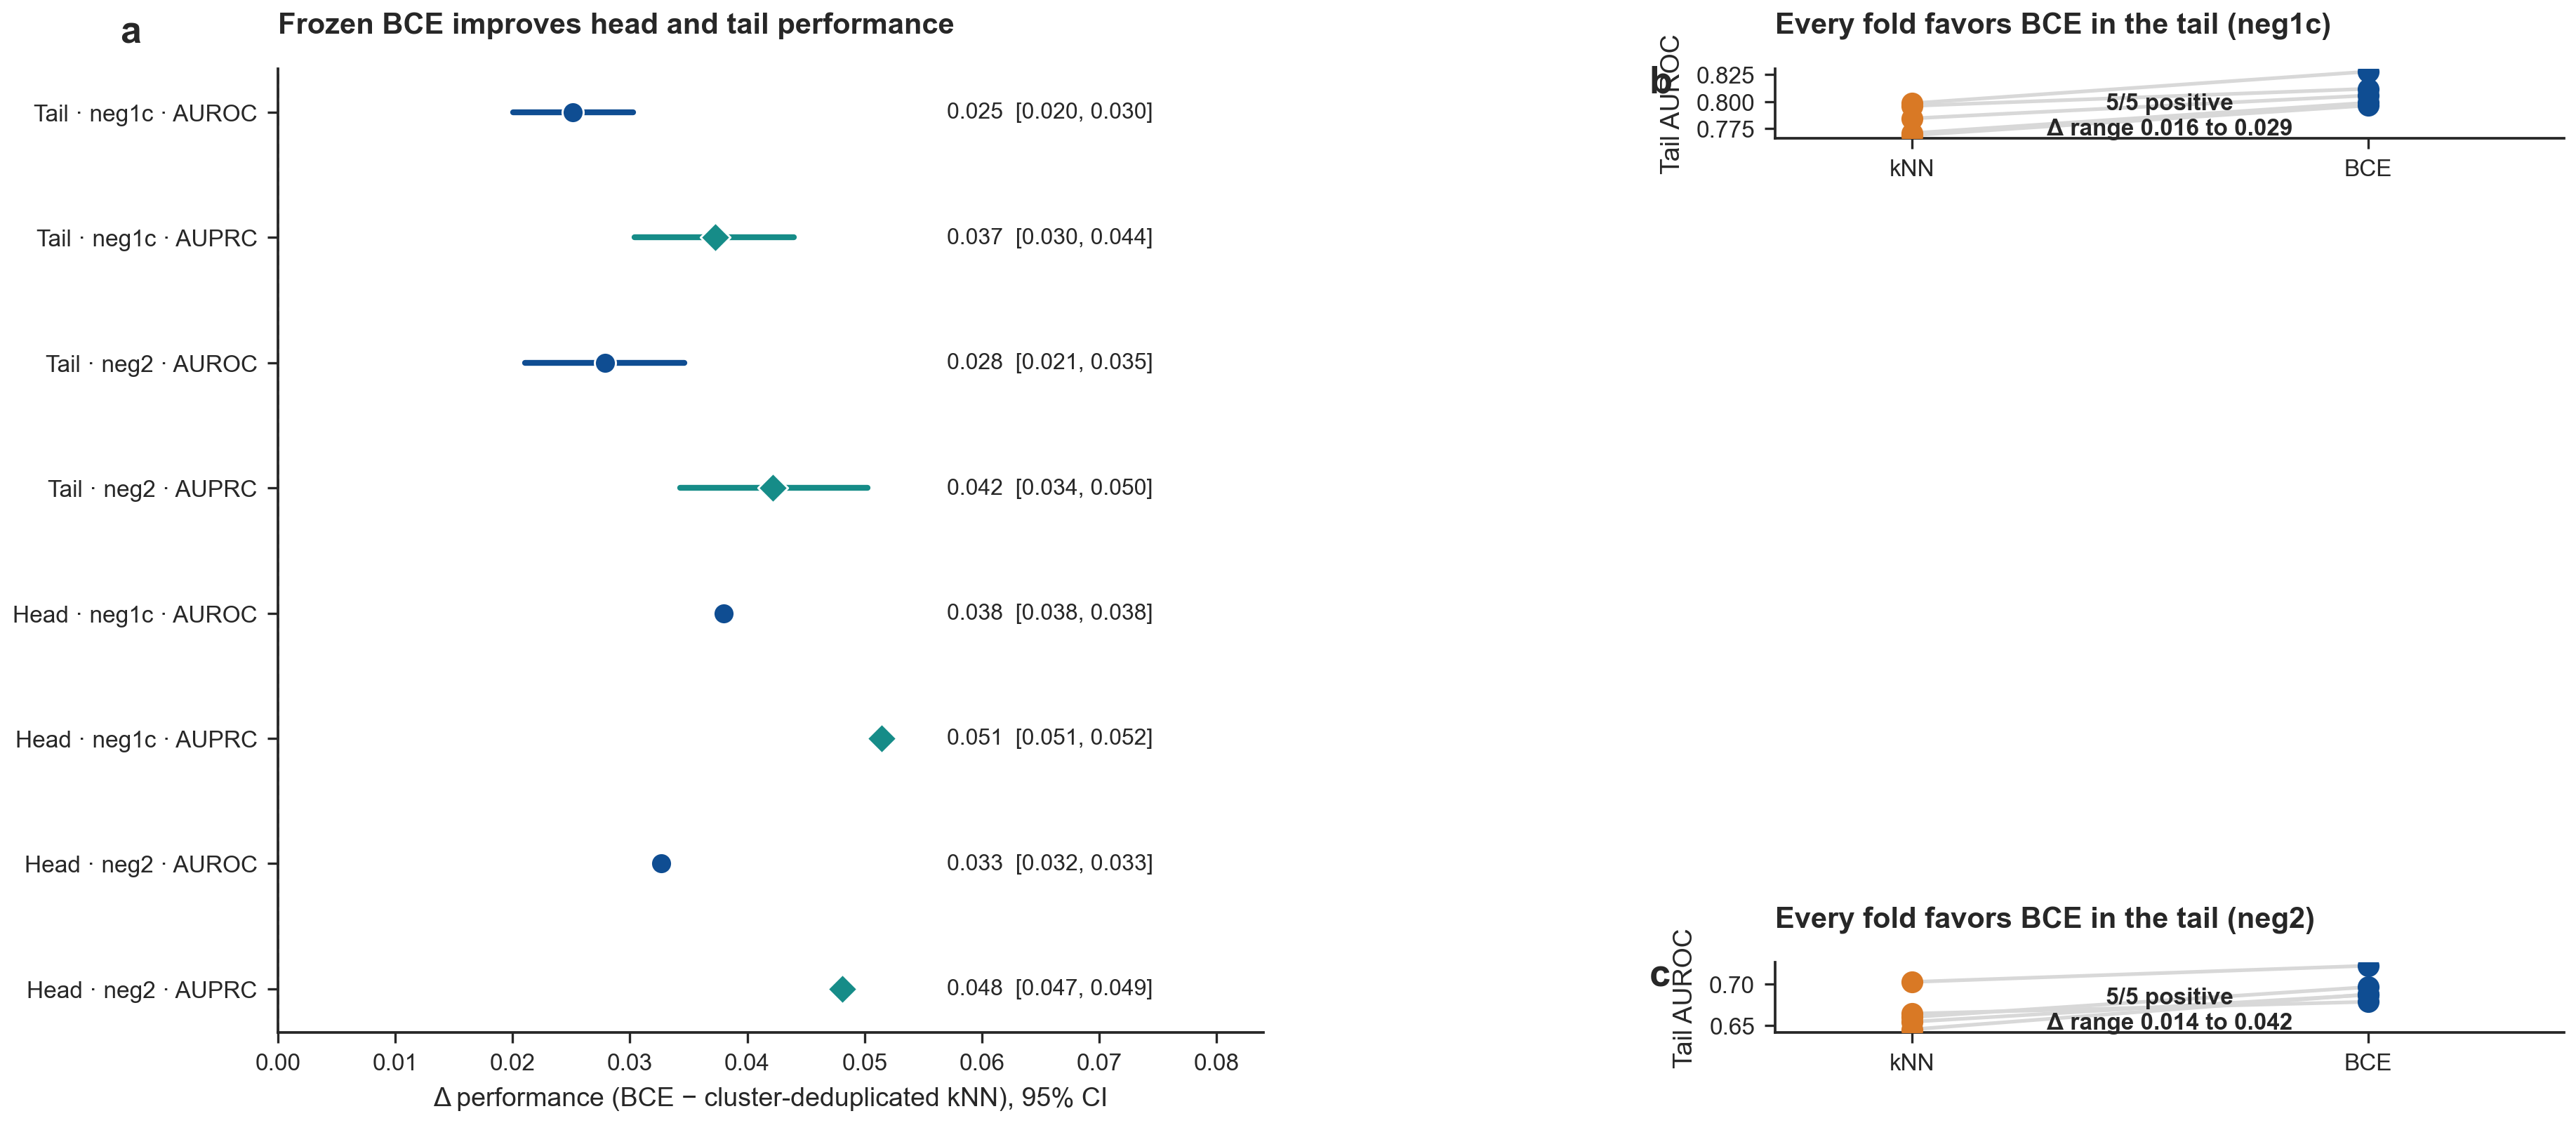 a
Frozen BCE improves head and tail performance
Tail · neg1c · AUROC
0.025 [0.020, 0.030]
Tail · neg1c · AUPRC
0.037 [0.030, 0.044]
Tail · neg2 · AUROC
0.028 [0.021, 0.035]
Tail · neg2 · AUPRC
0.042 [0.034, 0.050]
Head · neg1c · AUROC
0.038 [0.038, 0.038]
Head · neg1c · AUPRC
0.051 [0.051, 0.052]
Head · neg2 · AUROC
0.033 [0.032, 0.033]
Head · neg2 · AUPRC
0.048 [0.047, 0.049]
0.00 0.01 0.02 0.03 0.04 0.05 0.06 0.07 0.08
Δ performance (BCE − cluster-deduplicated kNN), 95% CI
b
Every fold favors BCE in the tail (neg1c)
Tail AUROC
0.825
0.800
0.775
5/5 positive
Δ range 0.016 to 0.029
kNN BCE
c
Every fold favors BCE in the tail (neg2)
Tail AUROC
0.70
0.65
5/5 positive
Δ range 0.014 to 0.042
kNN BCE